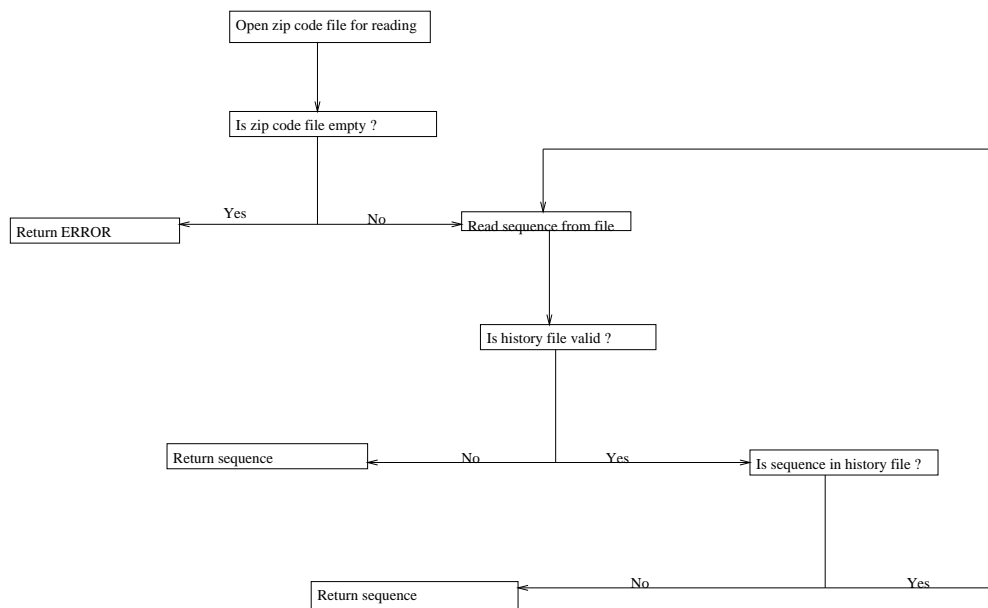 Open zip code file for reading
Is zip code file empty ?
Yes
No
Return ERROR
Read sequence from file
Is history file valid ?
Return sequence
No
Yes
Is sequence in history file ?
Return sequence
No
Yes